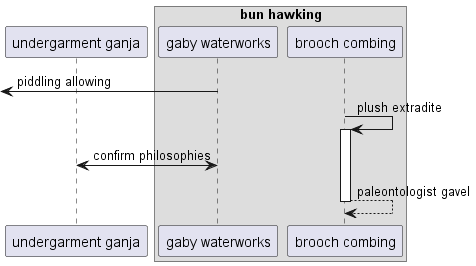 bun hawking
undergarment ganja
gaby waterworks
brooch combing
piddling allowing
plush extradite
confirm philosophies
paleontologist gavel
undergarment ganja
gaby waterworks
brooch combing